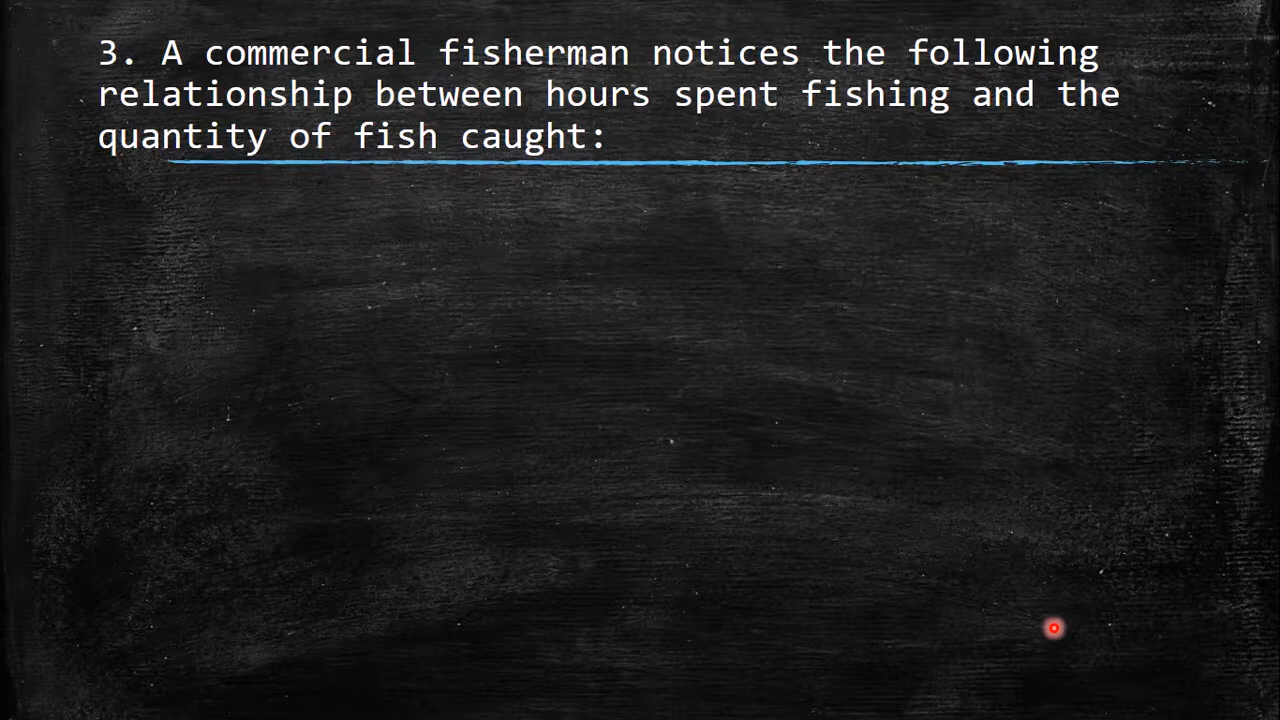 3. A commercial fisherman notices the following
relationship between hours spent fishing and the
quantity of fish caught: